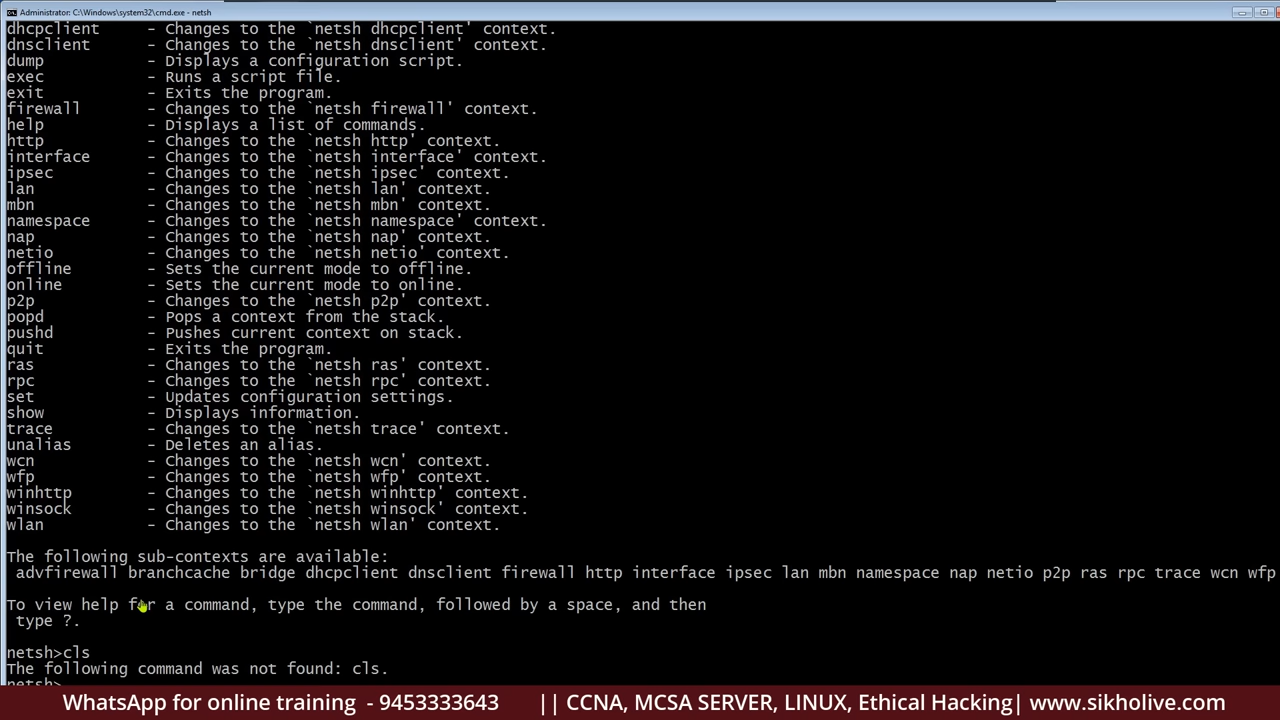 Administrator: C:\Windows\system32\cmd.exe - netsh
dhcpclient - Changes to the `netsh dhcpclient' context.
dnsclient - Changes to the `netsh dnsclient' context.
dump - Displays a configuration script.
exec - Runs a script file.
exit - Exits the program.
firewall - Changes to the `netsh firewall' context.
help - Displays a list of commands.
http - Changes to the `netsh http' context.
interface - Changes to the `netsh interface' context.
ipsec - Changes to the `netsh ipsec' context.
lan - Changes to the `netsh lan' context.
mbn - Changes to the `netsh mbn' context.
namespace - Changes to the `netsh namespace' context.
nap - Changes to the `netsh nap' context.
netio - Changes to the `netsh netio' context.
offline - Sets the current mode to offline.
online - Sets the current mode to online.
p2p - Changes to the `netsh p2p' context.
popd - Pops a context from the stack.
pushd - Pushes current context on stack.
quit - Exits the program.
ras - Changes to the `netsh ras' context.
rpc - Changes to the `netsh rpc' context.
set - Updates configuration settings.
show - Displays information.
trace - Changes to the `netsh trace' context.
unalias - Deletes an alias.
wcn - Changes to the `netsh wcn' context.
wfp - Changes to the `netsh wfp' context.
winhttp - Changes to the `netsh winhttp' context.
winsock - Changes to the `netsh winsock' context.
wlan - Changes to the `netsh wlan' context.
The following sub-contexts are available:
advfirewall branchcache bridge dhcpclient dnsclient firewall http interface ipsec lan mbn namespace nap netio p2p ras rpc trace wcn wfp
To view help for a command, type the command, followed by a space, and then
type ?.
netsh>cls
The following command was not found: cls.
netsh>
WhatsApp for online training - 9453333643 || CCNA, MCSA SERVER, LINUX, Ethical Hacking| www.sikholive.com